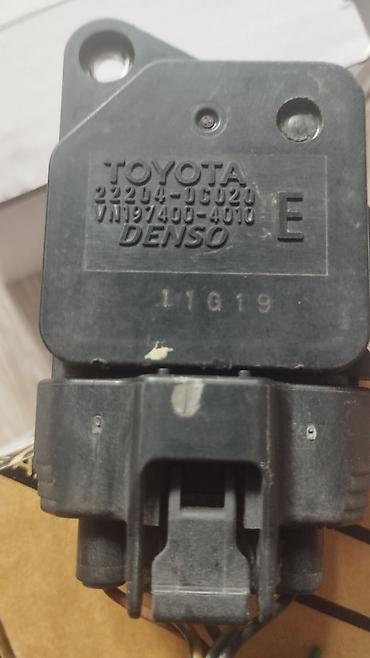 TOYOTA
22204-0C020
VN197400-4010
DENSO
E
11G19